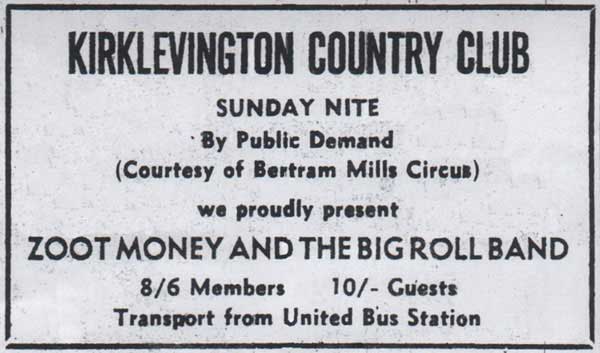 KIRKLEVINGTON COUNTRY CLUB
SUNDAY NITE
By Public Demand
(Courtesy of Bertram Mills Circus)
we proudly present
ZOOT MONEY AND THE BIG ROLL BAND
8/6 Members 10/- Guests
Transport from United Bus Station